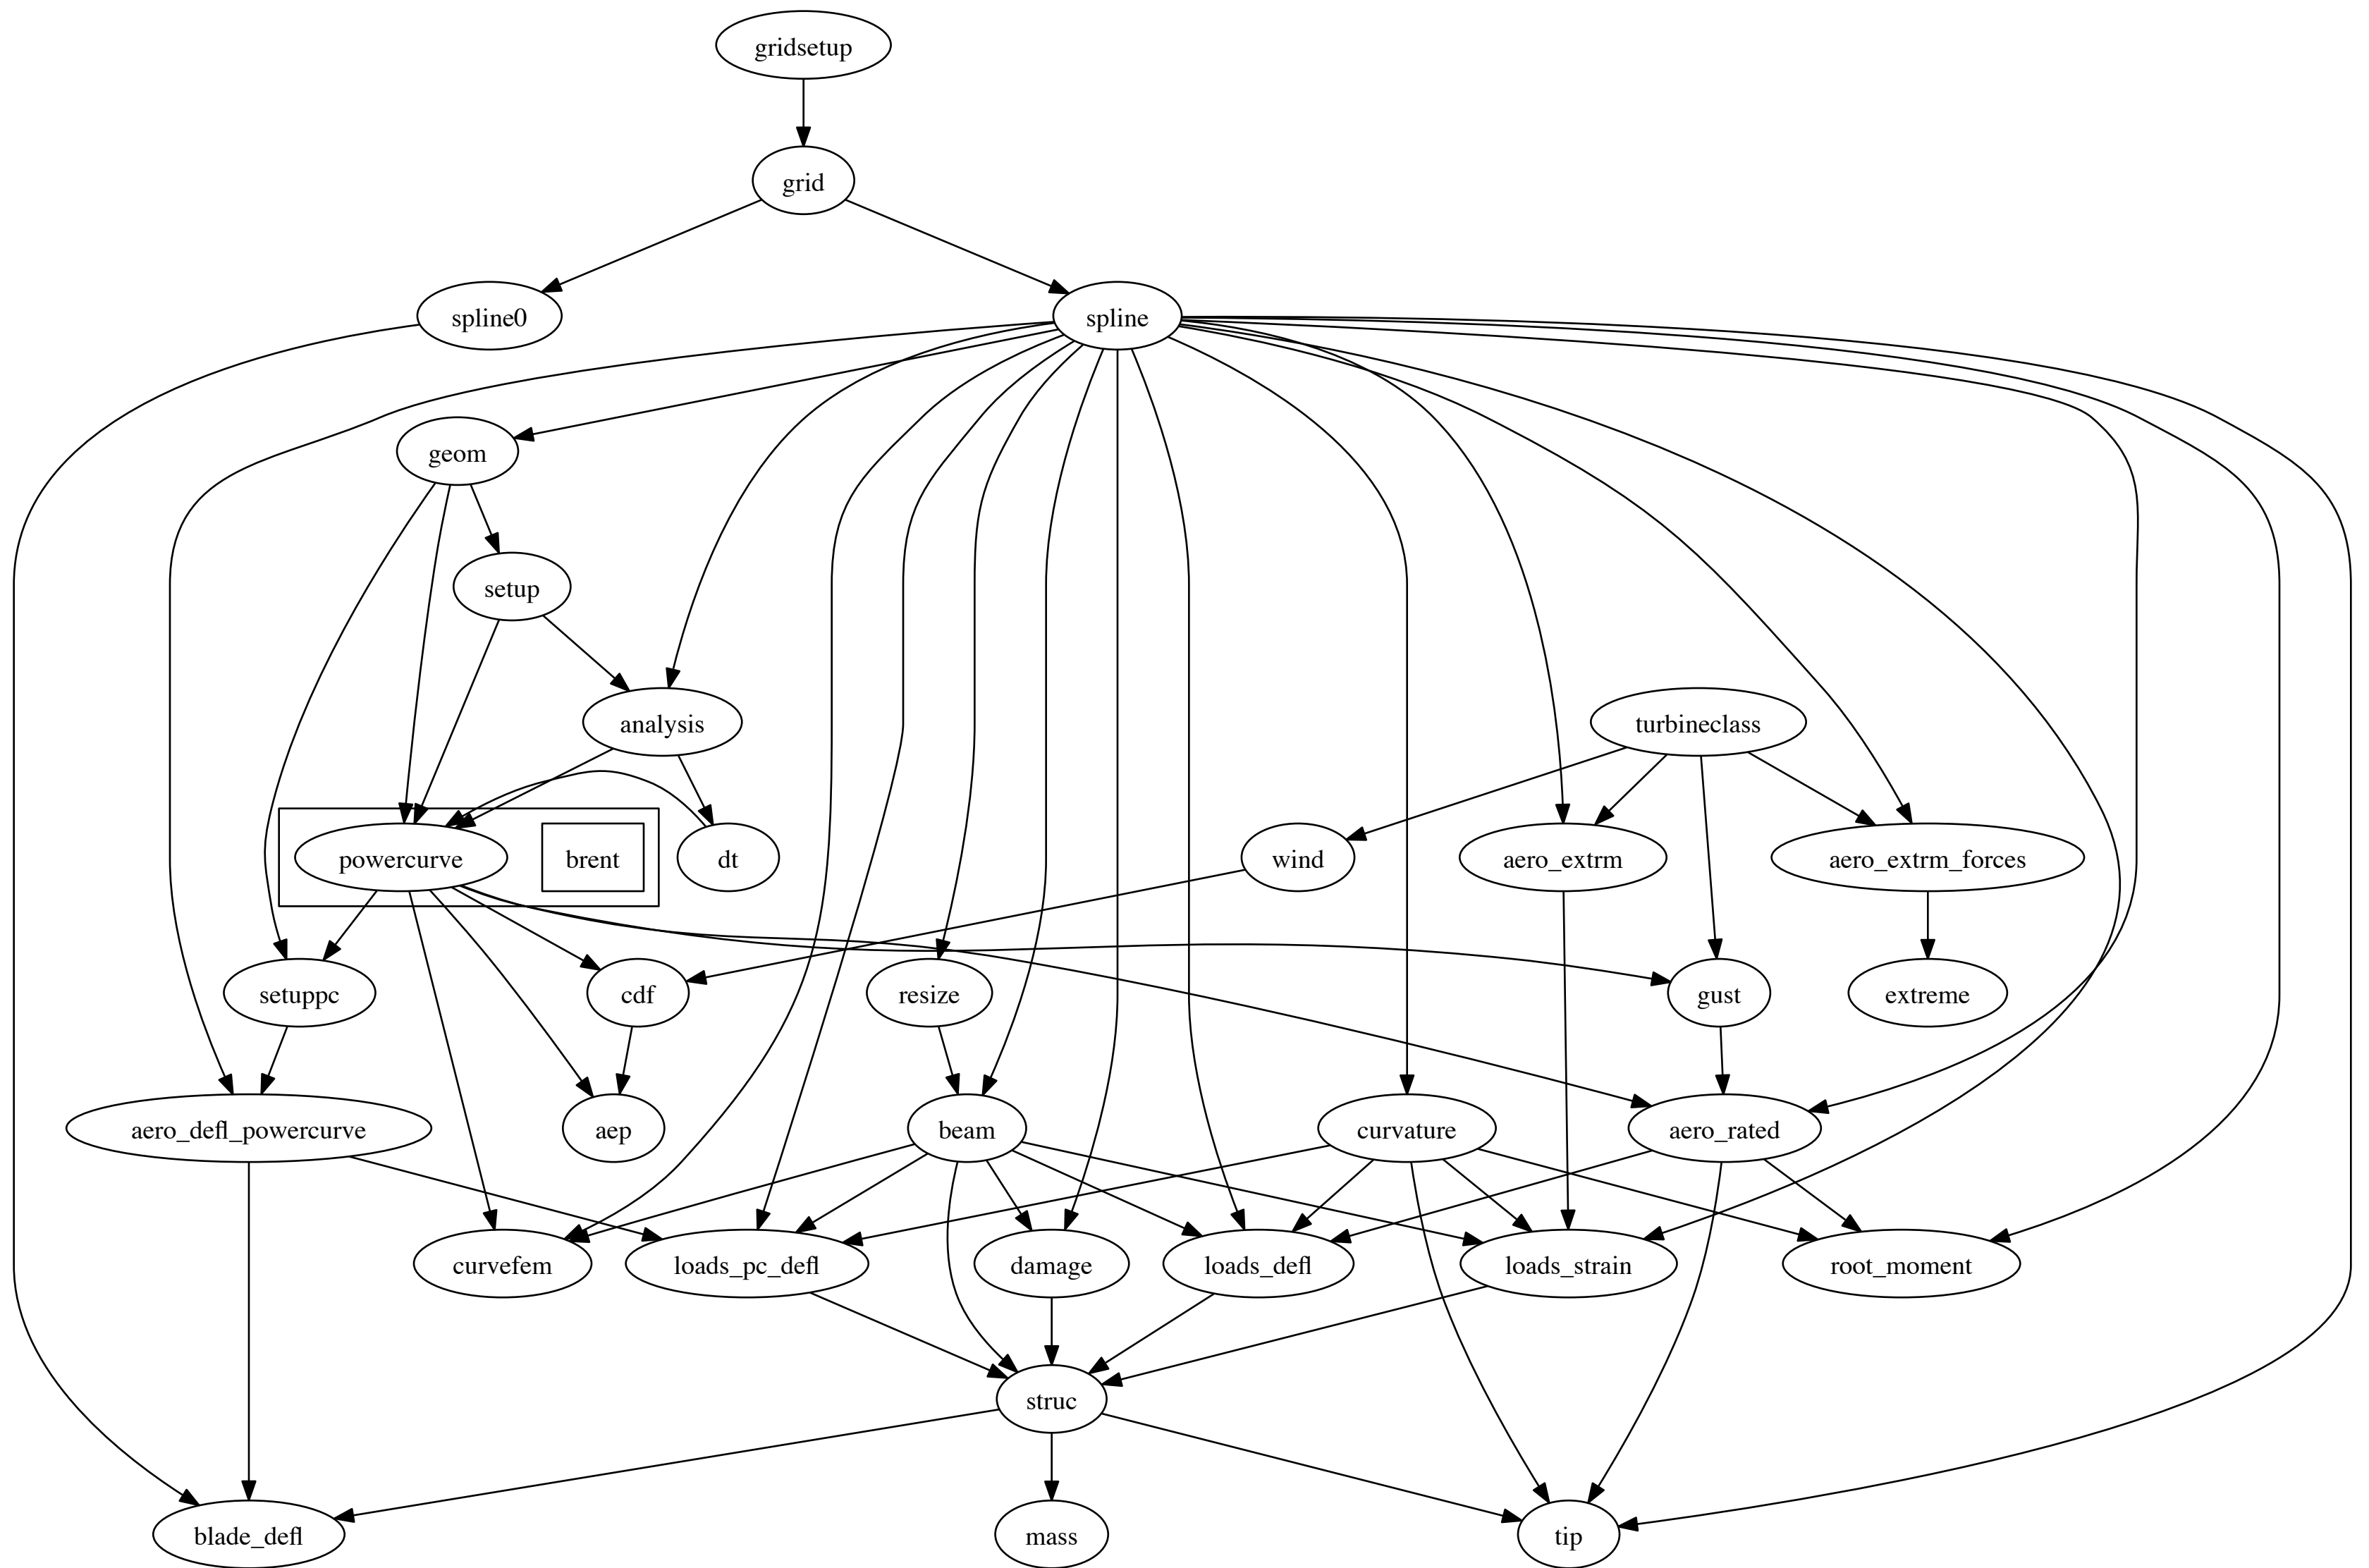 gridsetup
grid
spline0
spline
geom
setup
analysis
turbineclass
powercurve
brent
dt
wind
aero_extrm
aero_extrm_forces
setuppc
cdf
resize
gust
extreme
aero_defl_powercurve
aep
beam
curvature
aero_rated
curvefem
loads_pc_defl
damage
loads_defl
loads_strain
root_moment
struc
blade_defl
mass
tip